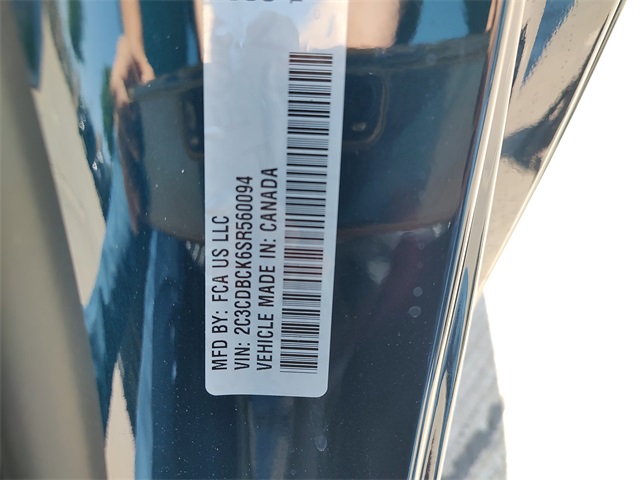 MFD BY: FCA US LLC
VIN: 2C3CDBCK6SR560094
VEHICLE MADE IN: CANADA